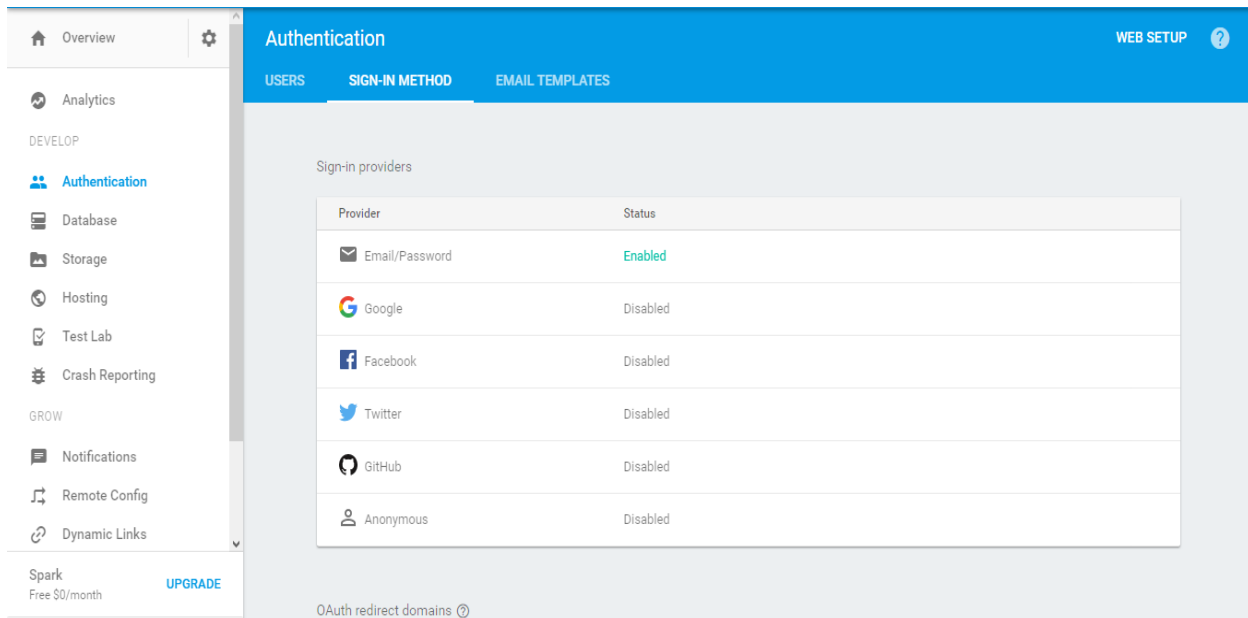 Overview
Analytics
DEVELOP
Authentication
Database
Storage
Hosting
Test Lab
Crash Reporting
GROW
Notifications
Remote Config
Dynamic Links
Spark
Free $0/month
UPGRADE
Authentication
WEB SETUP
USERS SIGN-IN METHOD EMAIL TEMPLATES
Sign-in providers
Provider Status
Email/Password Enabled
Google Disabled
Facebook Disabled
Twitter Disabled
GitHub Disabled
Anonymous Disabled
OAuth redirect domains